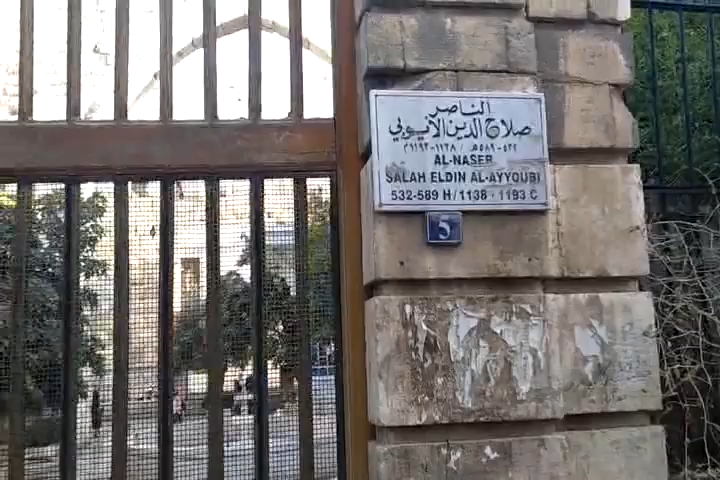 الناصر
صلاح الدين الأيوبي
٥٣٢-٥٨٩هـ / ١١٣٨-١١٩٣م
AL-NASER
SALAH ELDIN AL-AYYOUBI
532-589 H/1138 - 1193 C
5